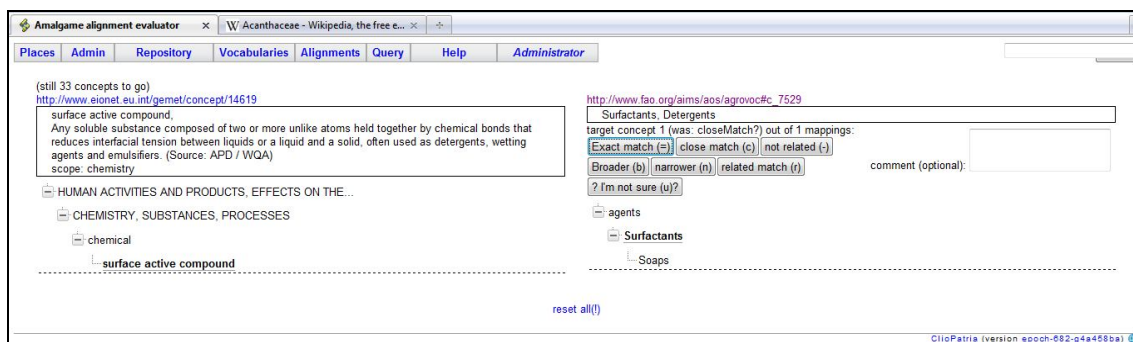 Amalgame alignment evaluator × W Acanthaceae - Wikipedia, the free e... ×
Places Admin Repository Vocabularies Alignments Query Help Administrator
(still 33 concepts to go)
http://www.eionet.eu.int/gemet/concept/14619
surface active compound,
Any soluble substance composed of two or more unlike atoms held together by chemical bonds that
reduces interfacial tension between liquids or a liquid and a solid, often used as detergents, wetting
agents and emulsifiers. (Source: APD / WQA)
scope: chemistry
HUMAN ACTIVITIES AND PRODUCTS, EFFECTS ON THE...
CHEMISTRY, SUBSTANCES, PROCESSES
chemical
surface active compound
http://www.fao.org/aims/aos/agrovoc#c_7529
Surfactants, Detergents
target concept 1 (was: closeMatch?) out of 1 mappings:
Exact match (=) close match (c) not related (-)
Broader (b) narrower (n) related match (r) comment (optional):
? I'm not sure (u)?
agents
Surfactants
Soaps
reset all(!)
ClioPatria (version epoch-682-g4a458ba)